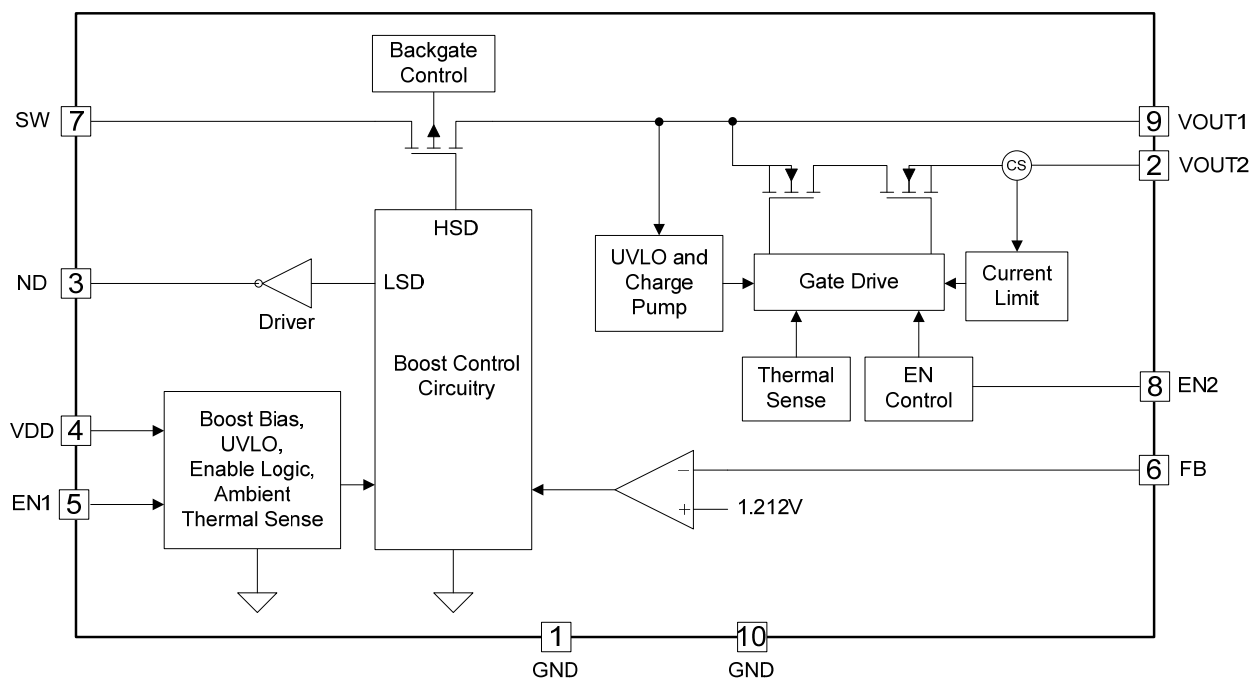 Backgate
Control
SW
7
9
VOUT1
CS
2
VOUT2
HSD
ND
3
LSD
Driver
UVLO and
Charge
Pump
Gate Drive
Current
Limit
Boost Control
Circuitry
Thermal
Sense
EN
Control
8
EN2
VDD
4
Boost Bias,
UVLO,
Enable Logic,
Ambient
Thermal Sense
EN1
5
−
6
FB
+
1.212V
1
GND
10
GND